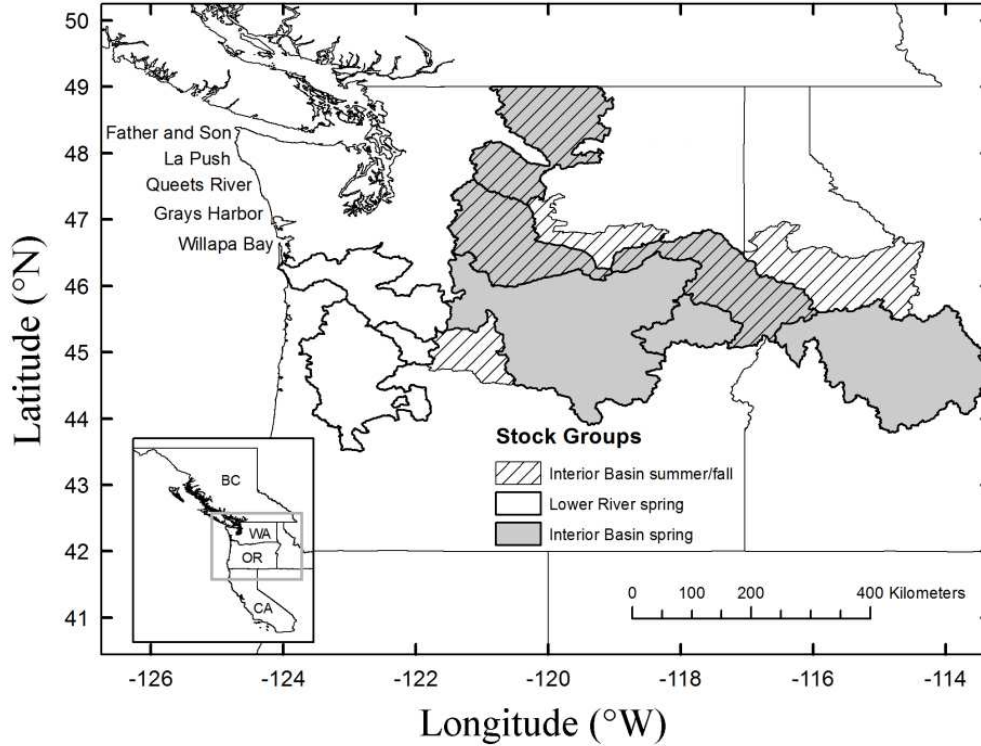 50
49
48
47
46
45
44
43
42
41
Latitude (°N)
Father and Son
La Push
Queets River
Grays Harbor
Willapa Bay
Stock Groups
Interior Basin summer/fall
Lower River spring
Interior Basin spring
BC
WA
OR
CA
0 100 200 400 Kilometers
-126 -124 -122 -120 -118 -116 -114
Longitude (°W)